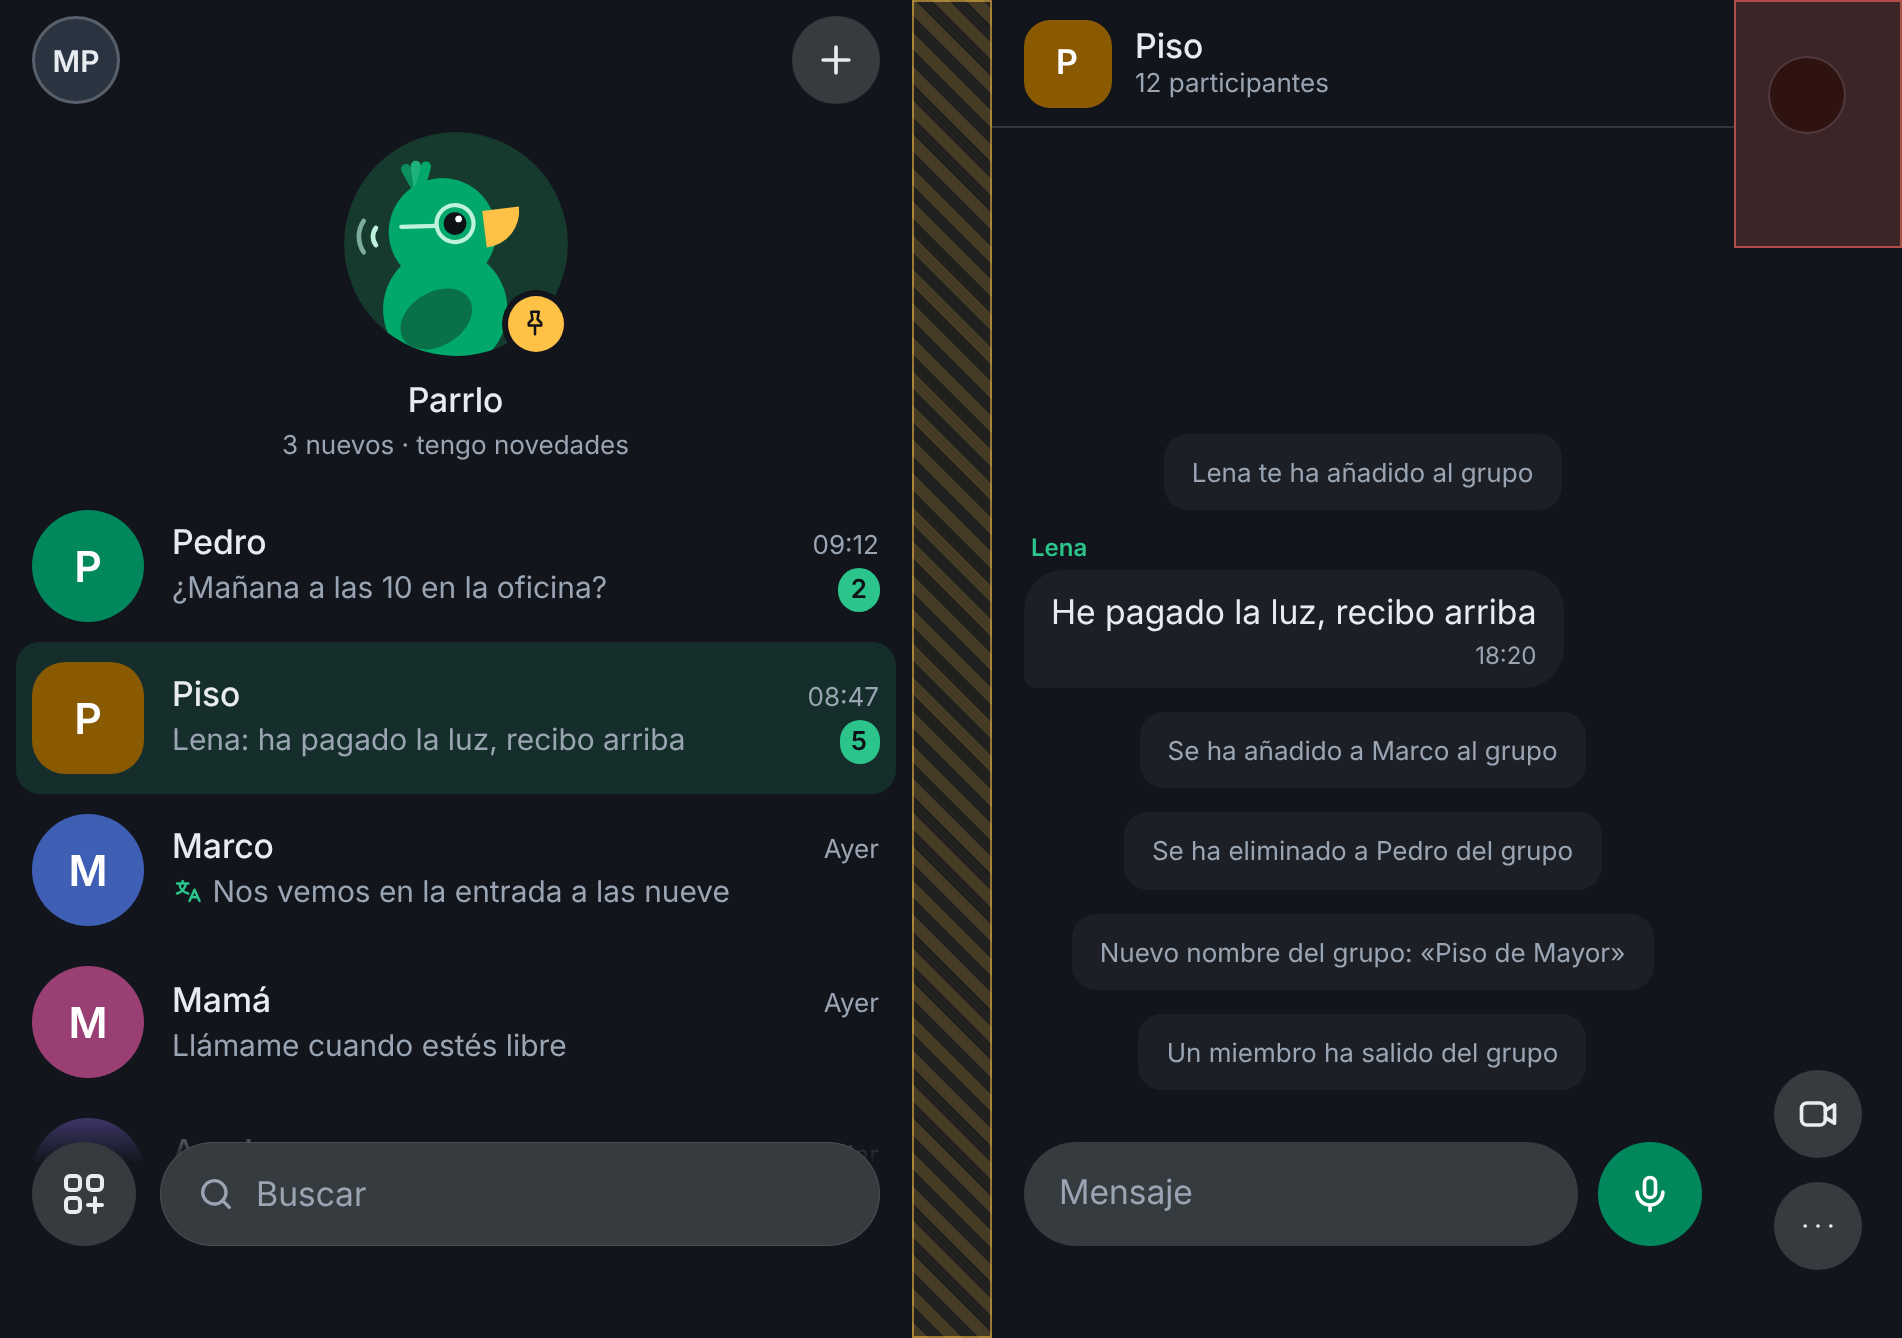 MP
Parrlo
3 nuevos · tengo novedades
P
Pedro
09:12
¿Mañana a las 10 en la oficina?
2
P
Piso
08:47
Lena: ha pagado la luz, recibo arriba
5
M
Marco
Ayer
Nos vemos en la entrada a las nueve
M
Mamá
Ayer
Llámame cuando estés libre
Buscar
P
Piso
12 participantes
Lena te ha añadido al grupo
Lena
He pagado la luz, recibo arriba
18:20
Se ha añadido a Marco al grupo
Se ha eliminado a Pedro del grupo
Nuevo nombre del grupo: «Piso de Mayor»
Un miembro ha salido del grupo
Mensaje